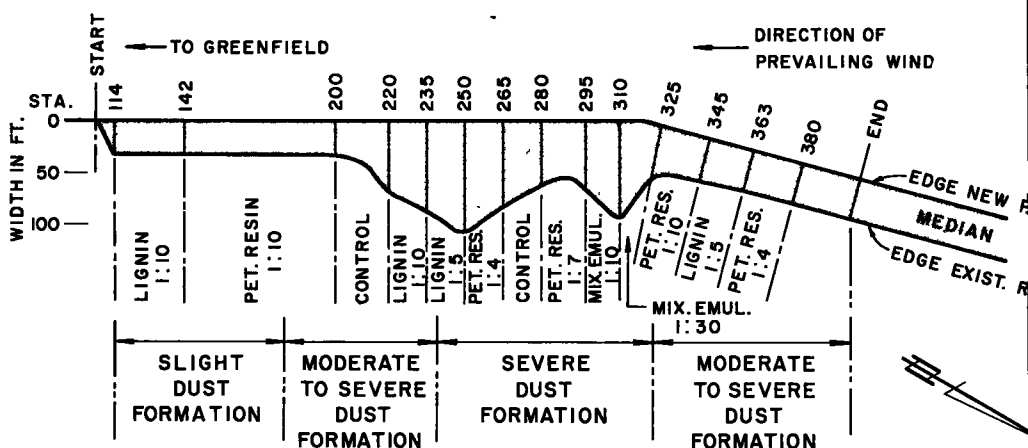 START
TO GREENFIELD
DIRECTION OF
PREVAILING WIND
STA.
114
142
200
220
235
250
265
280
295
310
325
345
363
380
END
WIDTH IN FT.
0
50
100
EDGE NEW
MEDIAN
EDGE EXIST.
LIGNIN
1:10
PET. RESIN
1:10
CONTROL
LIGNIN
1:10
LIGNIN
1:5
PET. RES.
1:4
CONTROL
PET. RES.
1:7
MIX. EMUL.
1:10
MIX. EMUL.
1:30
PET. RES.
1:10
LIGNIN
1:5
PET. RES.
1:4
SLIGHT
DUST
FORMATION
MODERATE
TO SEVERE
DUST
FORMATION
SEVERE
DUST
FORMATION
MODERATE
TO SEVERE
DUST
FORMATION